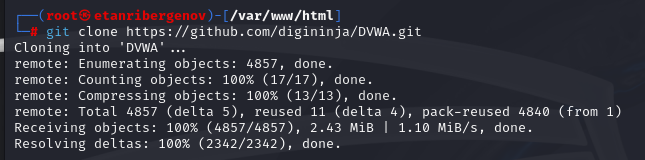 ┌──(root㉿etanribergenov)-[/var/www/html]
└─# git clone https://github.com/digininja/DVWA.git
Cloning into 'DVWA'...
remote: Enumerating objects: 4857, done.
remote: Counting objects: 100% (17/17), done.
remote: Compressing objects: 100% (13/13), done.
remote: Total 4857 (delta 5), reused 11 (delta 4), pack-reused 4840 (from 1)
Receiving objects: 100% (4857/4857), 2.43 MiB | 1.10 MiB/s, done.
Resolving deltas: 100% (2342/2342), done.